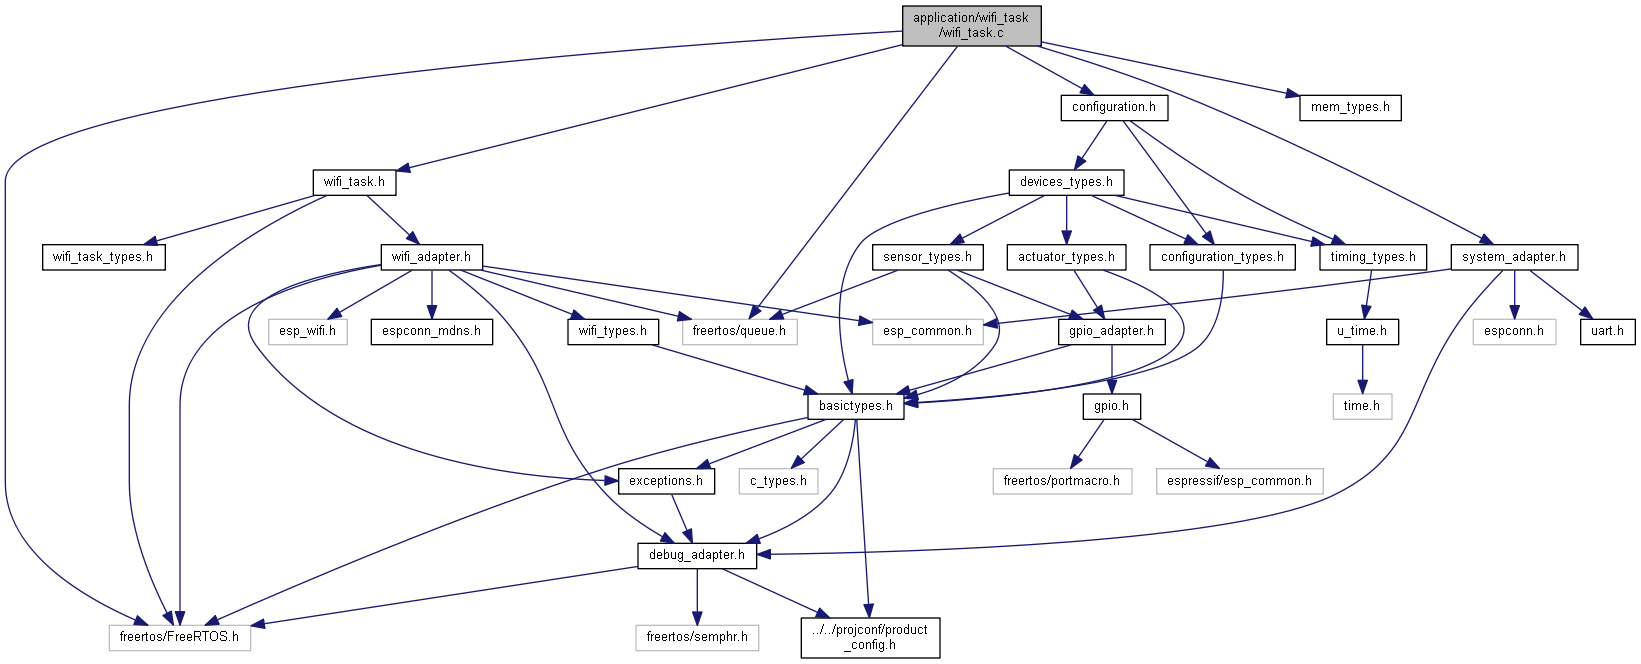 application/wifi_task
/wifi_task.c
configuration.h
mem_types.h
wifi_task.h
devices_types.h
wifi_task_types.h
wifi_adapter.h
sensor_types.h
actuator_types.h
configuration_types.h
timing_types.h
system_adapter.h
esp_wifi.h
espconn_mdns.h
wifi_types.h
freertos/queue.h
esp_common.h
gpio_adapter.h
u_time.h
espconn.h
uart.h
basictypes.h
gpio.h
time.h
exceptions.h
c_types.h
freertos/portmacro.h
espressif/esp_common.h
debug_adapter.h
freertos/FreeRTOS.h
freertos/semphr.h
../../projconf/product
_config.h